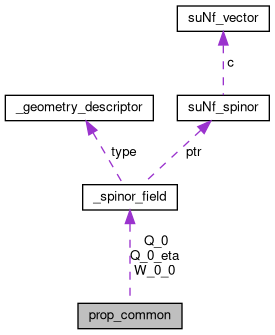 suNf_vector
c
_geometry_descriptor
suNf_spinor
type
ptr
_spinor_field
Q_0
Q_0_eta
W_0_0
prop_common